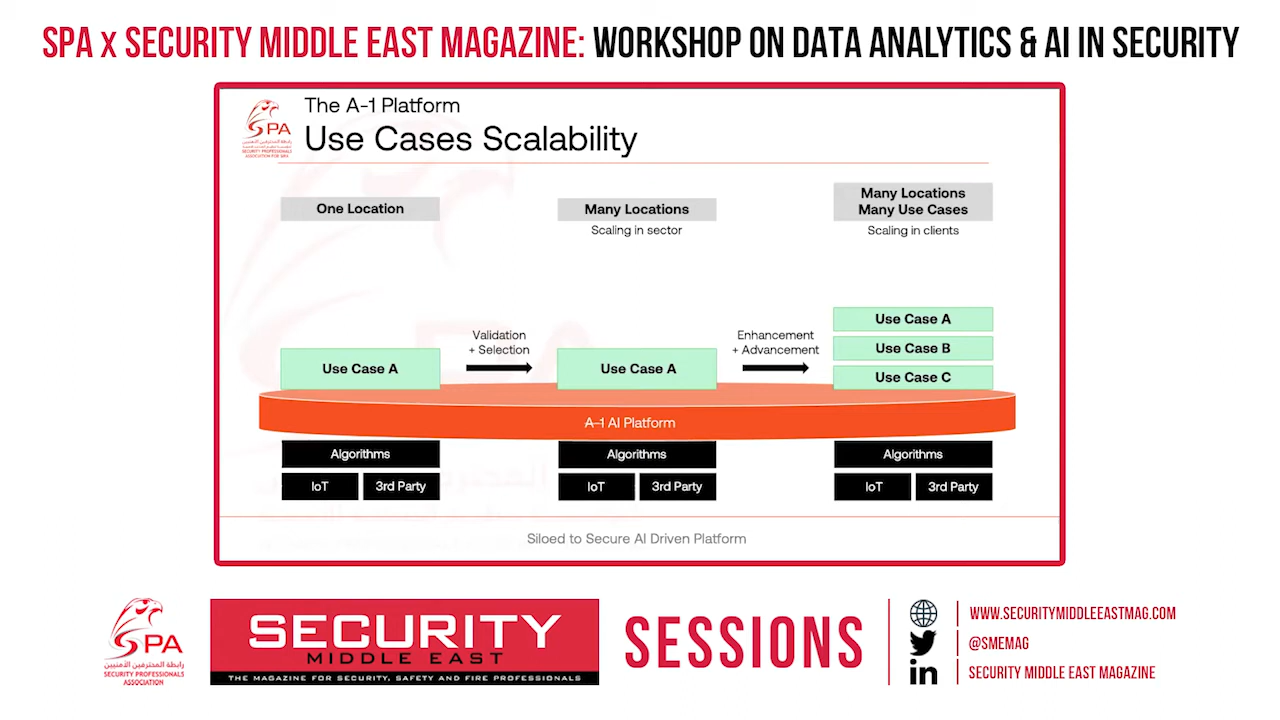 SPA x SECURITY MIDDLE EAST MAGAZINE: WORKSHOP ON DATA ANALYTICS & AI IN SECURITY
SPA
رابطة المحترفين الأمنيين
The A-1 Platform
Use Cases Scalability
One Location
Many Locations
Scaling in sector
Many Locations
Many Use Cases
Scaling in clients
Use Case A
Validation
+ Selection
Use Case A
Enhancement
+ Advancement
Use Case A
Use Case B
Use Case C
A-1 AI Platform
Algorithms
IoT
3rd Party
Algorithms
IoT
3rd Party
Algorithms
IoT
3rd Party
Siloed to Secure AI Driven Platform
SPA
رابطة المحترفين الأمنيين
SECURITY PROFESSIONALS
ASSOCIATION
SECURITY
MIDDLE EAST
THE MAGAZINE FOR SECURITY, SAFETY AND FIRE PROFESSIONALS
SESSIONS
WWW.SECURITYMIDDLEEASTMAG.COM
@SMEMAG
in
SECURITY MIDDLE EAST MAGAZINE